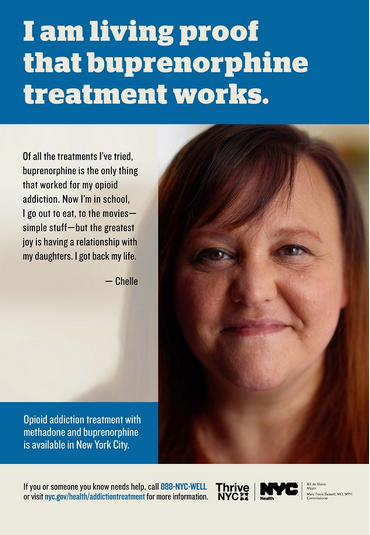 I am living proof
that buprenorphine
treatment works.
Of all the treatments I've tried,
buprenorphine is the only thing
that worked for my opioid
addiction. Now I'm in school,
I go out to eat, to the movies—
simple stuff—but the greatest
joy is having a relationship with
my daughters. I got back my life.
— Chelle
Opioid addiction treatment with
methadone and buprenorphine
is available in New York City.
If you or someone you know needs help, call 888-NYC-WELL
or visit nyc.gov/health/addictiontreatment for more information.
Thrive
NYC
NYC
Health
Bill de Blasio
Mayor
Mary Travis Bassett, MD, MPH
Commissioner